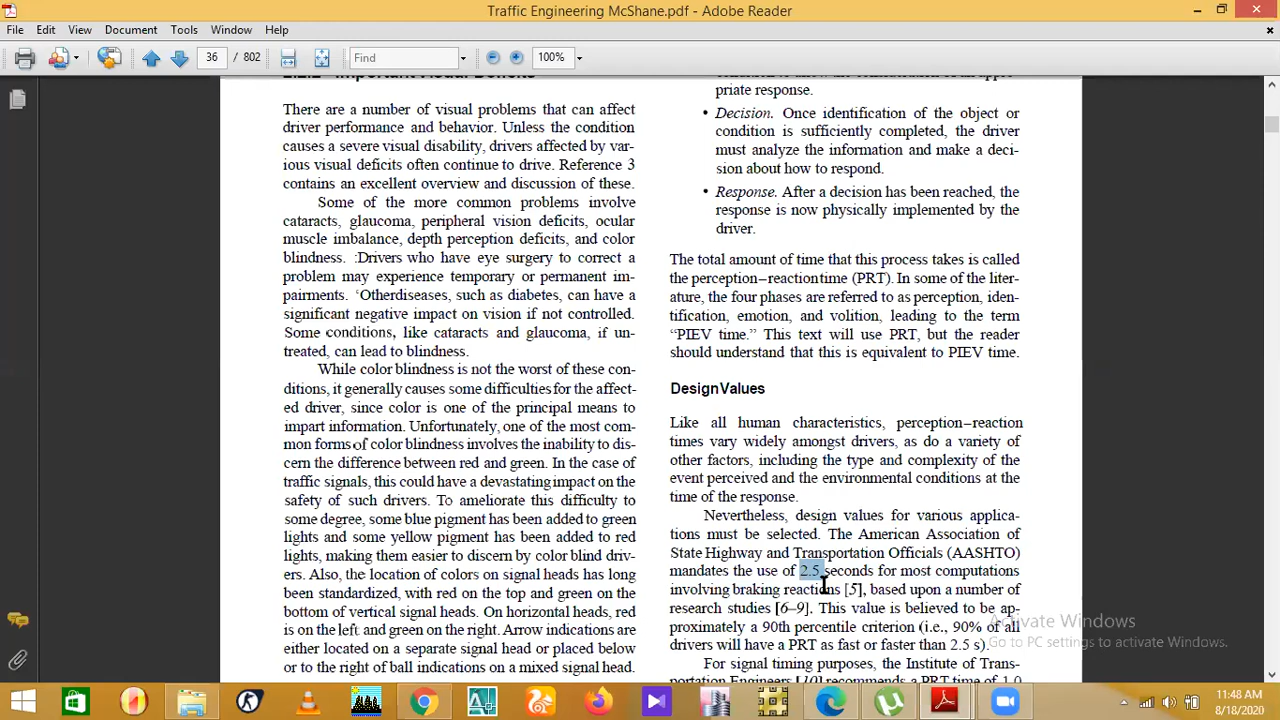 Traffic Engineering McShane.pdf - Adobe Reader
File Edit View Document Tools Window Help
36 / 802 Find 100%
2.2.2 Important Visual Deficits
There are a number of visual problems that can affect
driver performance and behavior. Unless the condition
causes a severe visual disability, drivers affected by var-
ious visual deficits often continue to drive. Reference 3
contains an excellent overview and discussion of these.
Some of the more common problems involve
cataracts, glaucoma, peripheral vision deficits, ocular
muscle imbalance, depth perception deficits, and color
blindness. :Drivers who have eye surgery to correct a
problem may experience temporary or permanent im-
pairments. ‘Otherdiseases, such as diabetes, can have a
significant negative impact on vision if not controlled.
Some conditions, like cataracts and glaucoma, if un-
treated, can lead to blindness.
While color blindness is not the worst of these con-
ditions, it generally causes some difficulties for the affect-
ed driver, since color is one of the principal means to
impart information. Unfortunately, one of the most com-
mon forms of color blindness involves the inability to dis-
cern the difference between red and green. In the case of
traffic signals, this could have a devastating impact on the
safety of such drivers. To ameliorate this difficulty to
some degree, some blue pigment has been added to green
lights and some yellow pigment has been added to red
lights, making them easier to discern by color blind driv-
ers. Also, the location of colors on signal heads has long
been standardized, with red on the top and green on the
bottom of vertical signal heads. On horizontal heads, red
is on the left and green on the right. Arrow indications are
either located on a separate signal head or placed below
or to the right of ball indications on a mixed signal head.
priate response.
• Decision. Once identification of the object or
condition is sufficiently completed, the driver
must analyze the information and make a deci-
sion about how to respond.
• Response. After a decision has been reached, the
response is now physically implemented by the
driver.
The total amount of time that this process takes is called
the perception–reaction time (PRT). In some of the liter-
ature, the four phases are referred to as perception, iden-
tification, emotion, and volition, leading to the term
“PIEV time.” This text will use PRT, but the reader
should understand that this is equivalent to PIEV time.
Design Values
Like all human characteristics, perception–reaction
times vary widely amongst drivers, as do a variety of
other factors, including the type and complexity of the
event perceived and the environmental conditions at the
time of the response.
Nevertheless, design values for various applica-
tions must be selected. The American Association of
State Highway and Transportation Officials (AASHTO)
mandates the use of 2.5 seconds for most computations
involving braking reactions [5], based upon a number of
research studies [6–9]. This value is believed to be ap-
proximately a 90th percentile criterion (i.e., 90% of all
drivers will have a PRT as fast or faster than 2.5 s).
For signal timing purposes, the Institute of Trans-
portation Engineers [10] recommends a PRT time of 1.0
Activate Windows
Go to PC settings to activate Windows.
11:48 AM
8/18/2020